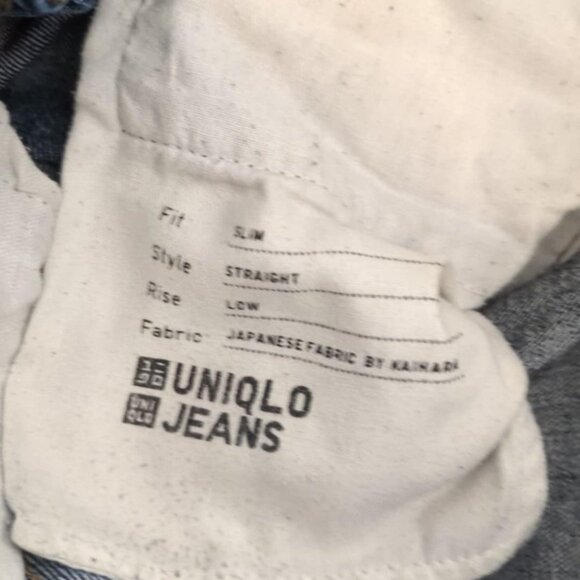 Fit SLIM
Style STRAIGHT
Rise LOW
Fabric JAPANESE FABRIC BY KAIHARA
ユニクロ UNIQLO
UNIQLO JEANS